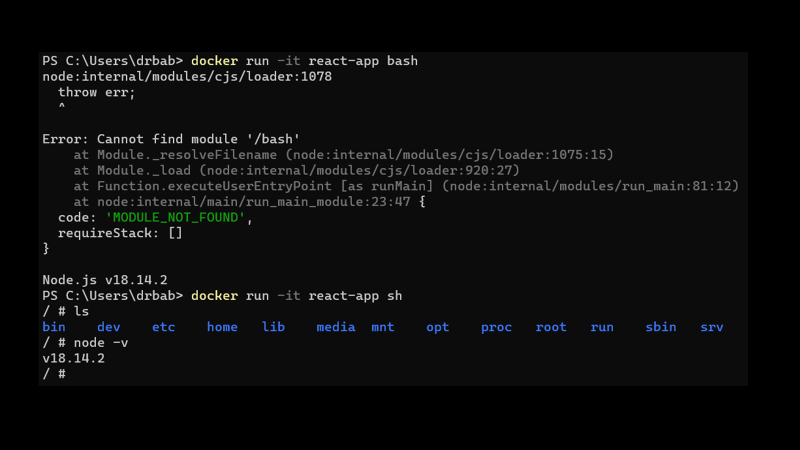 PS C:\Users\drbab> docker run -it react-app bash
node:internal/modules/cjs/loader:1078
  throw err;
  ^

Error: Cannot find module '/bash'
    at Module._resolveFilename (node:internal/modules/cjs/loader:1075:15)
    at Module._load (node:internal/modules/cjs/loader:920:27)
    at Function.executeUserEntryPoint [as runMain] (node:internal/modules/run_main:81:12)
    at node:internal/main/run_main_module:23:47 {
  code: 'MODULE_NOT_FOUND',
  requireStack: []
}

Node.js v18.14.2
PS C:\Users\drbab> docker run -it react-app sh
/ # ls
bin    dev    etc    home   lib    media  mnt    opt    proc   root   run    sbin   srv
/ # node -v
v18.14.2
/ #